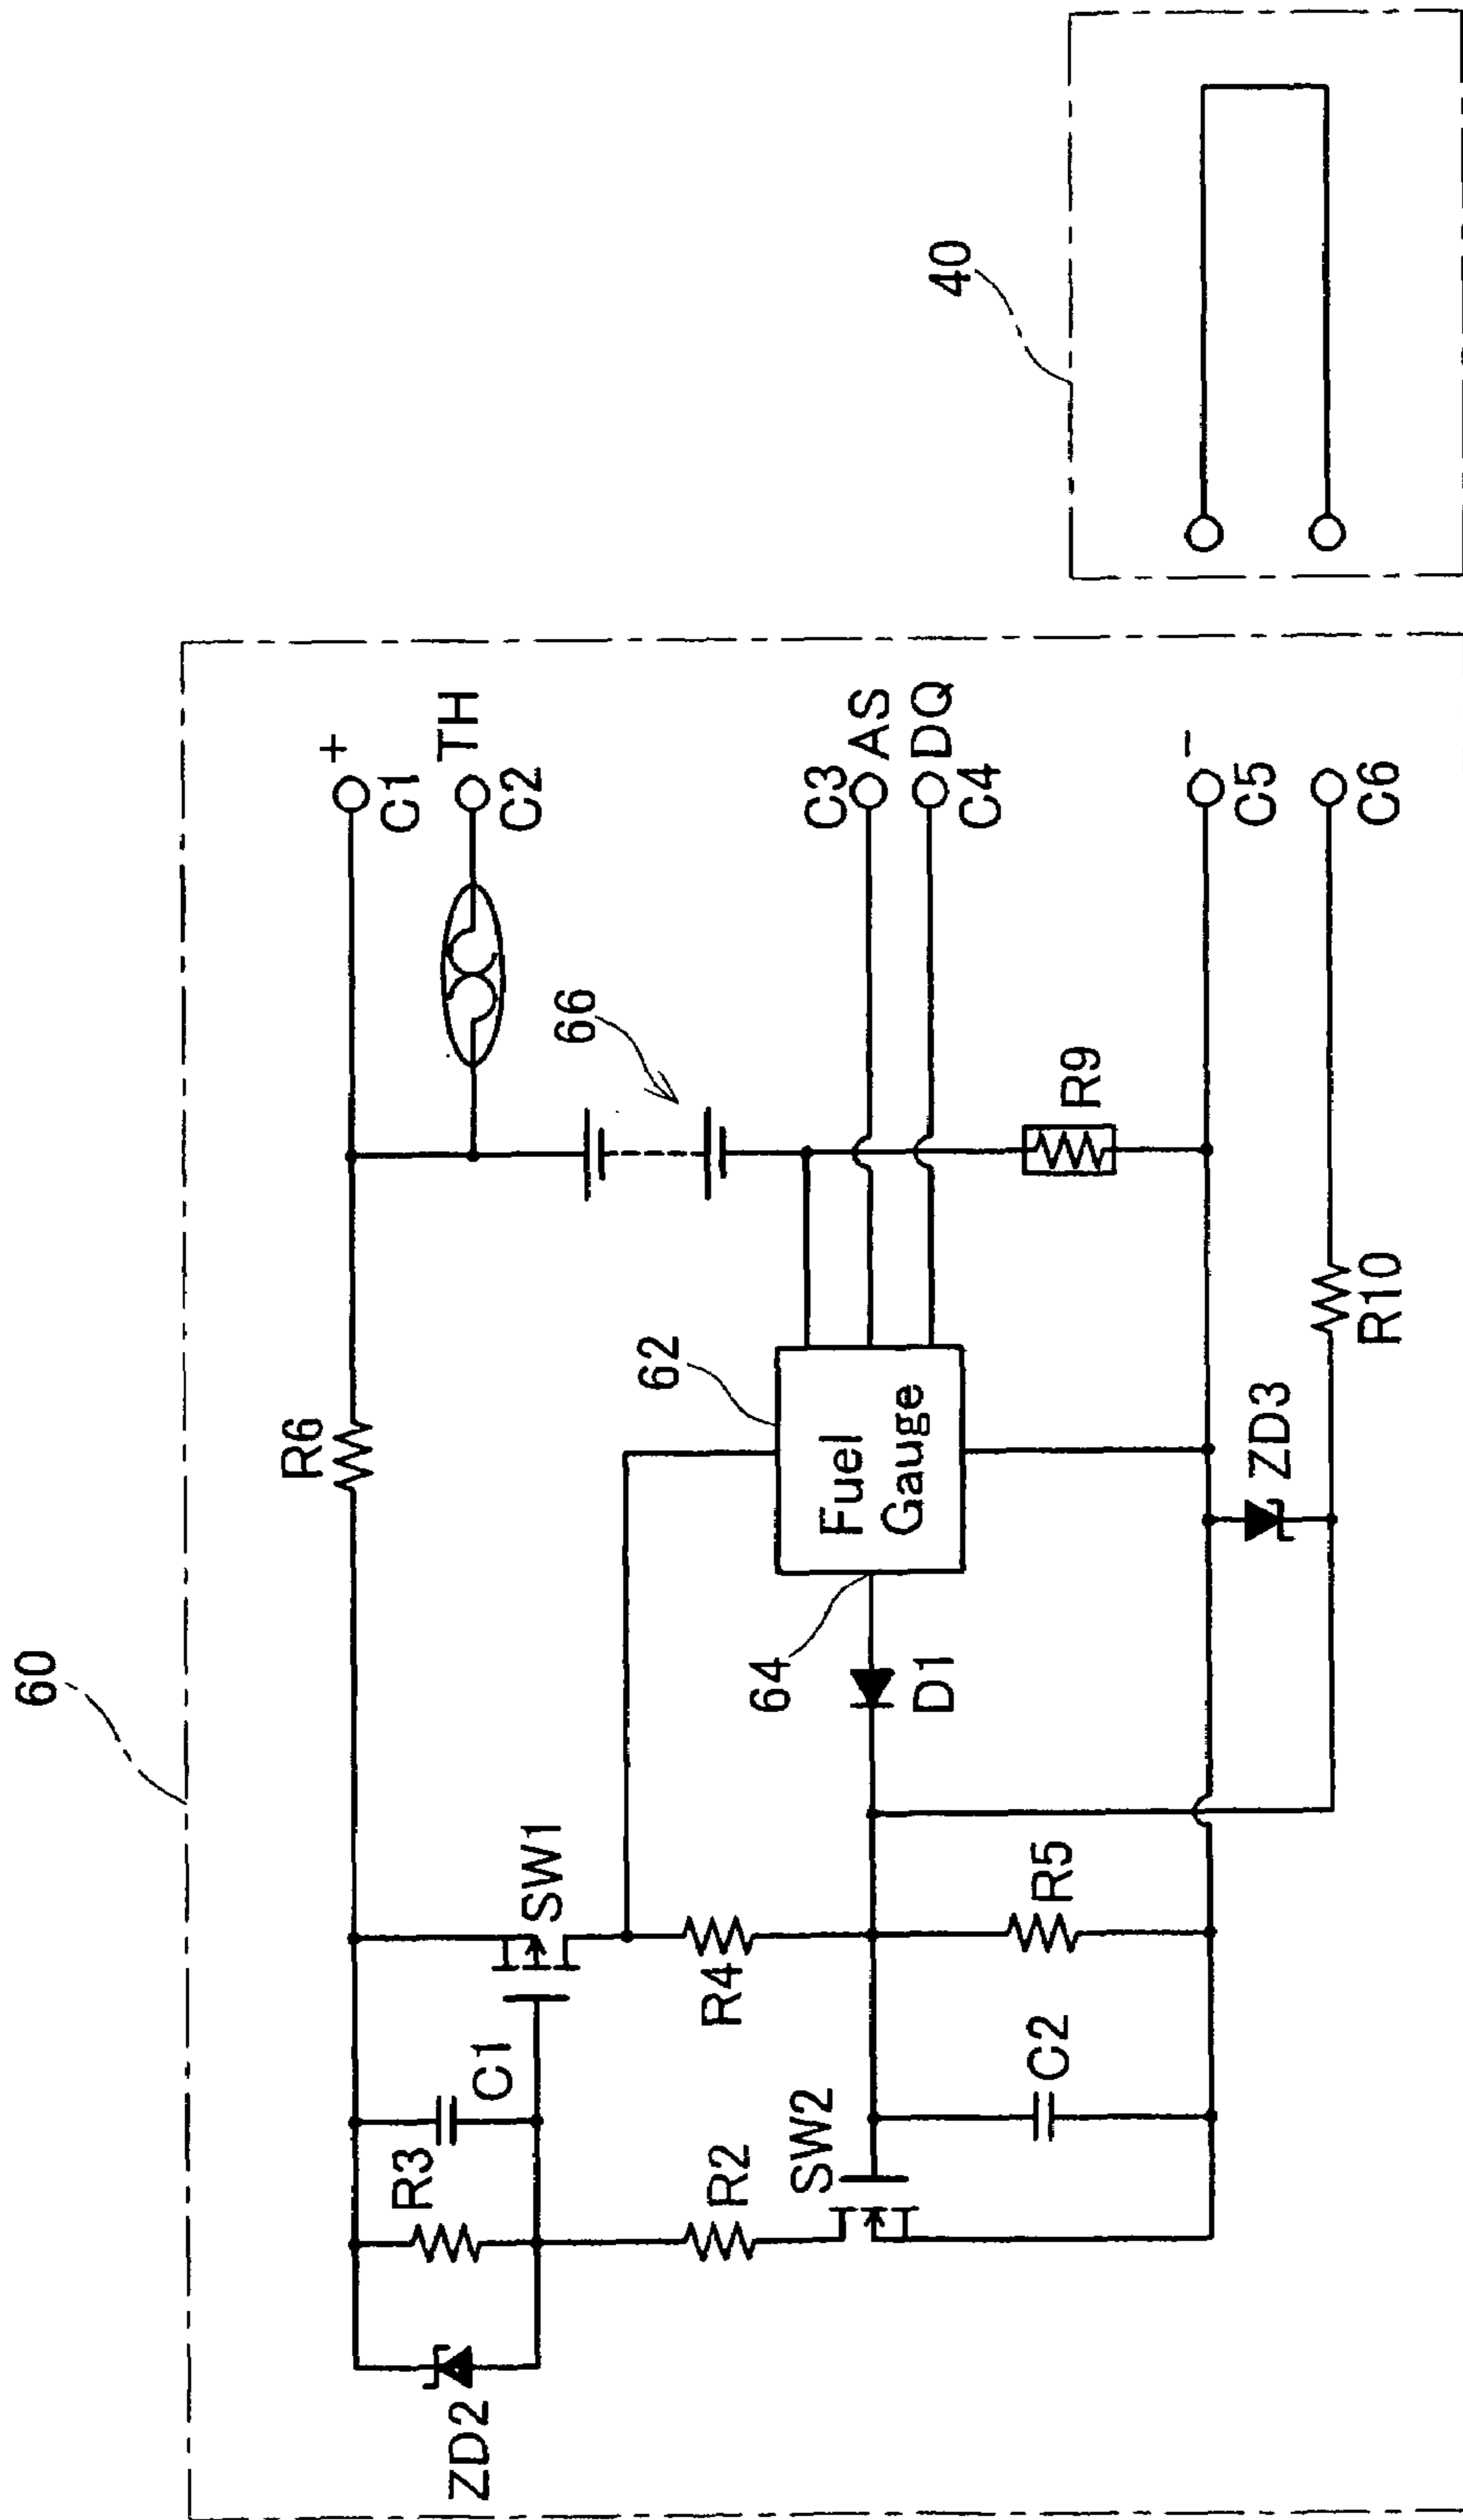 60
40
+
C1
TH
C2
66
C3
AS
DQ
C4
-
C5
C6
R9
R6
62
Fuel
Gauge
64
D1
ZD3
R10
SW1
R4
R5
C1
R3
R2
SW2
C2
ZD2